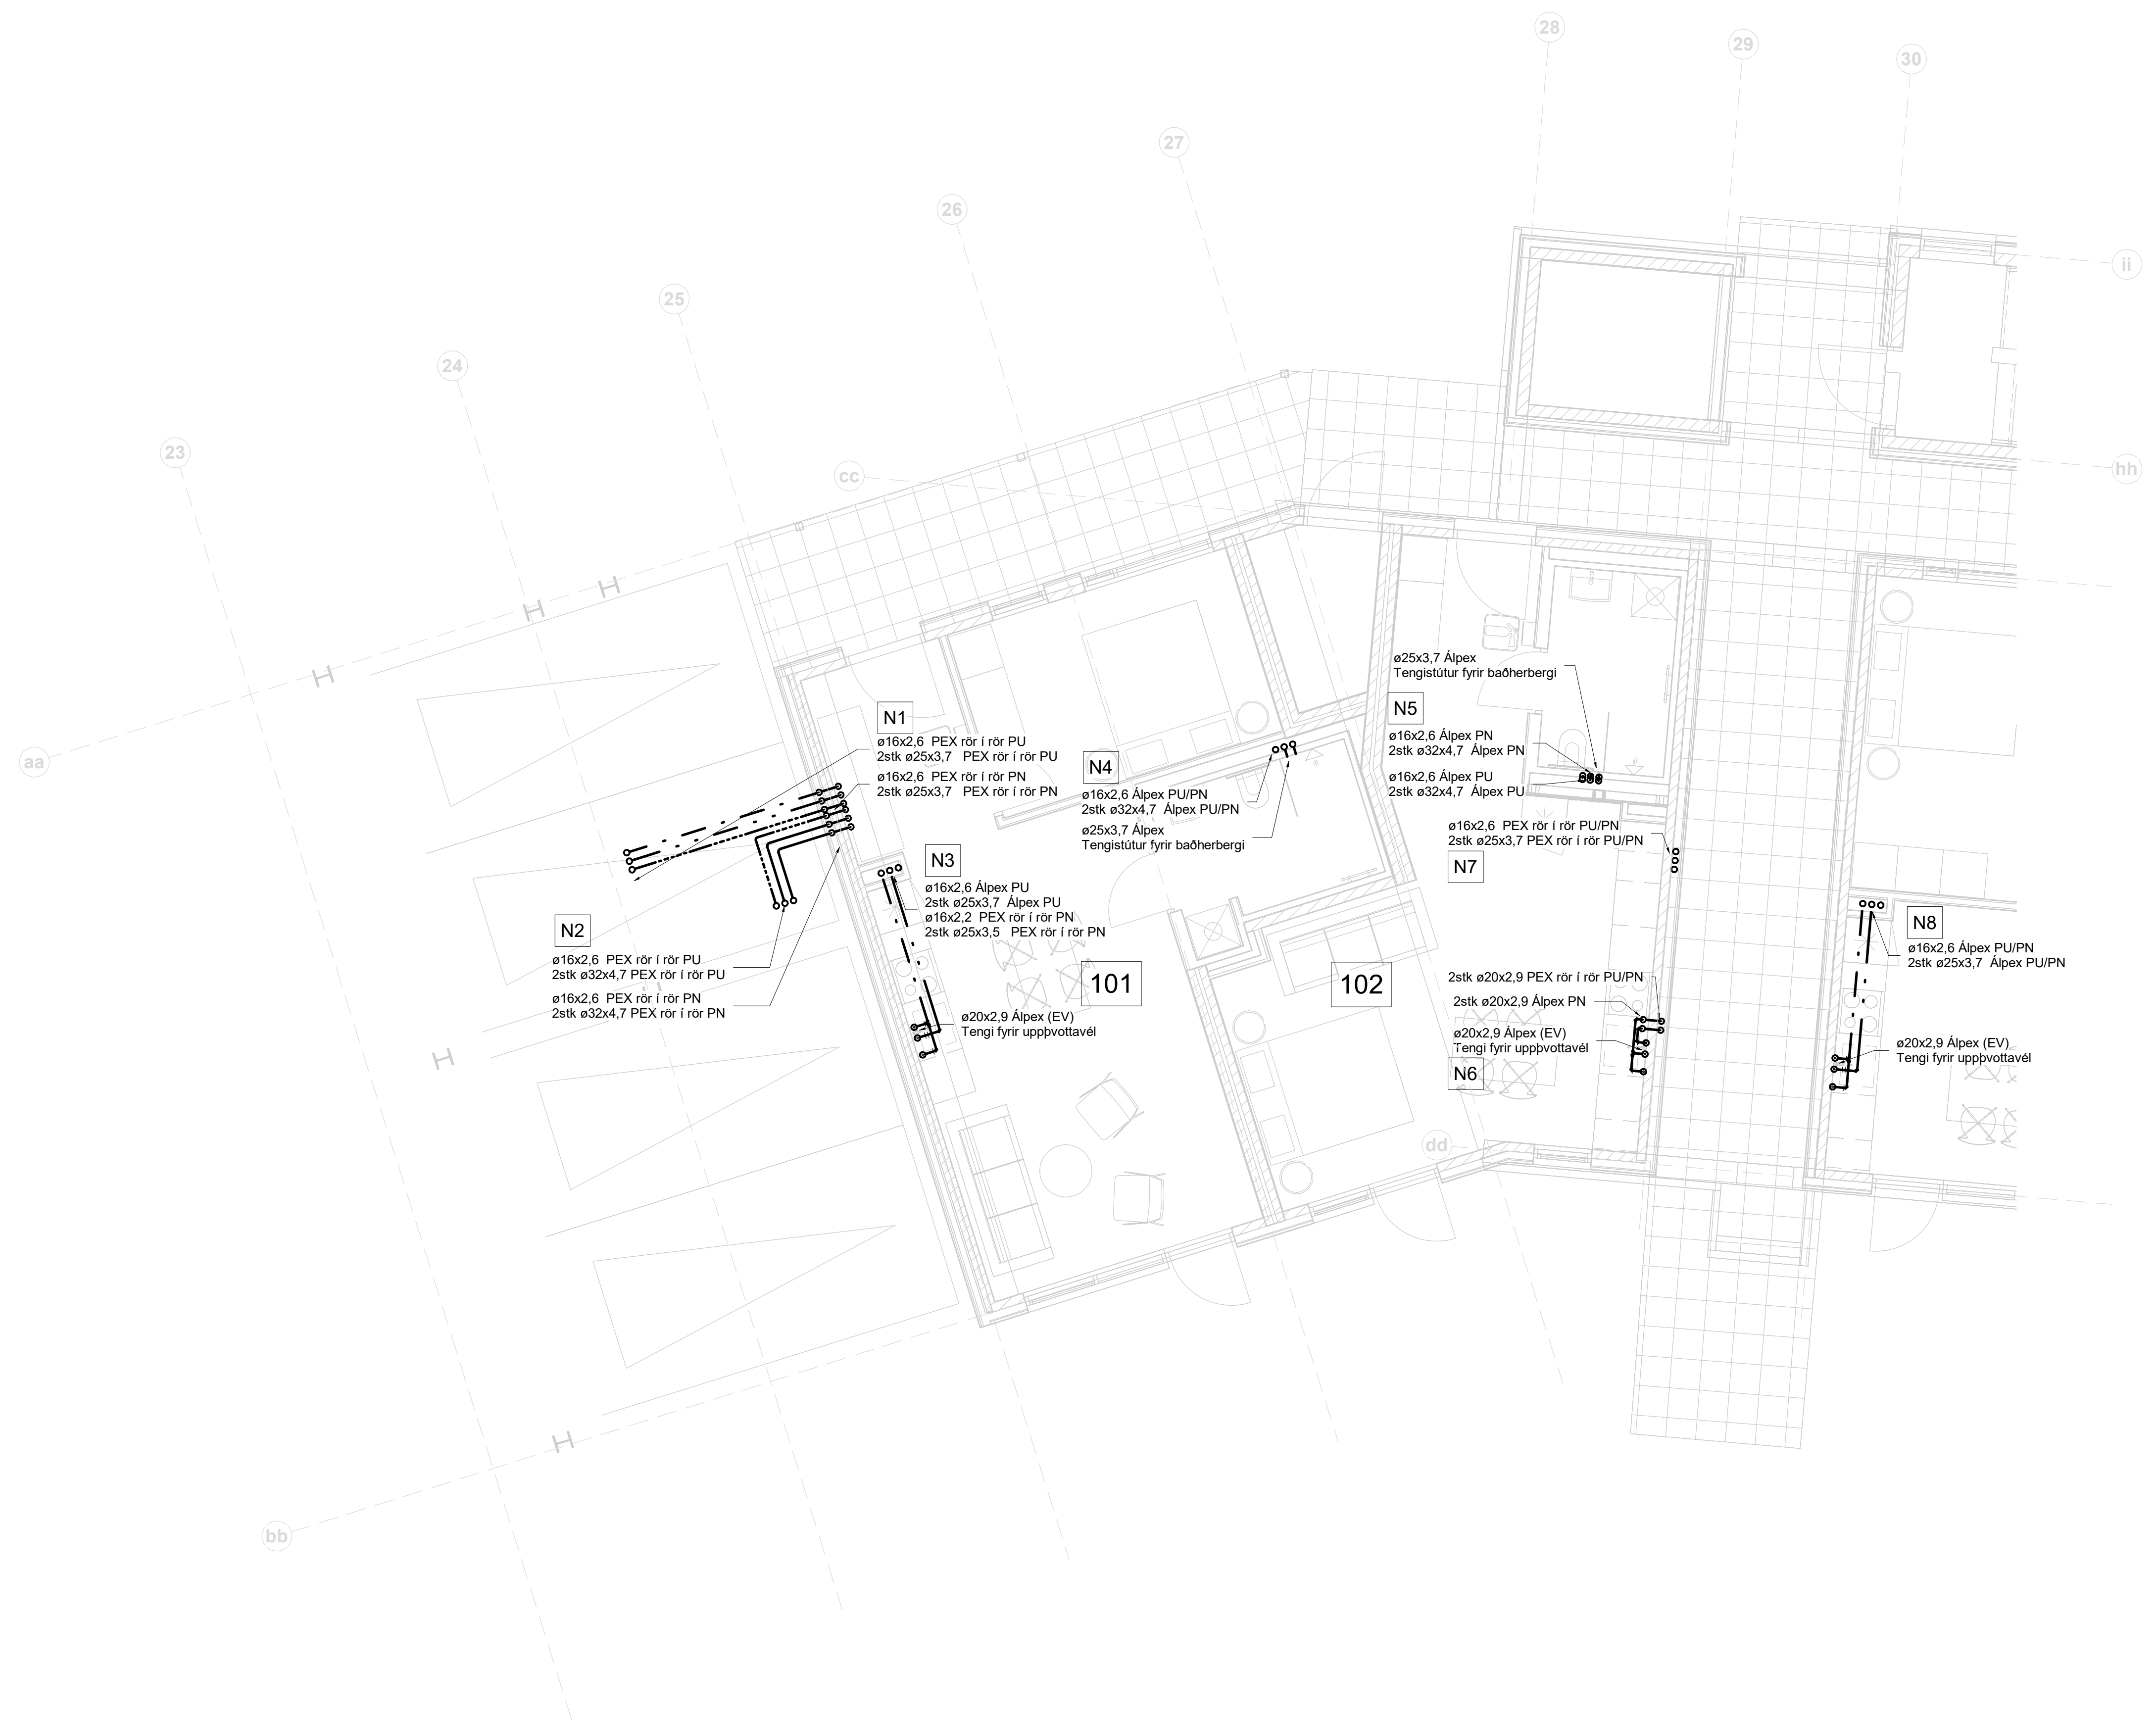 28
29
30
27
26
25
24
23
ii
hh
cc
aa
bb
dd
N1
ø16x2,6 PEX rör í rör PU
2stk ø25x3,7 PEX rör í rör PU
ø16x2,6 PEX rör í rör PN
2stk ø25x3,7 PEX rör í rör PN
N2
ø16x2,6 PEX rör í rör PU
2stk ø32x4,7 PEX rör í rör PU
ø16x2,6 PEX rör í rör PN
2stk ø32x4,7 PEX rör í rör PN
N3
ø16x2,6 Álpex PU
2stk ø25x3,7 Álpex PU
ø16x2,2 PEX rör í rör PN
2stk ø25x3,5 PEX rör í rör PN
101
ø20x2,9 Álpex (EV)
Tengi fyrir uppþvottavél
N4
ø16x2,6 Álpex PU/PN
2stk ø32x4,7 Álpex PU/PN
ø25x3,7 Álpex
Tengistútur fyrir baðherbergi
102
ø25x3,7 Álpex
Tengistútur fyrir baðherbergi
N5
ø16x2,6 Álpex PN
2stk ø32x4,7 Álpex PN
ø16x2,6 Álpex PU
2stk ø32x4,7 Álpex PU
ø16x2,6 PEX rör í rör PU/PN
2stk ø25x3,7 PEX rör í rör PU/PN
N7
2stk ø20x2,9 PEX rör í rör PU/PN
2stk ø20x2,9 Álpex PN
ø20x2,9 Álpex (EV)
Tengi fyrir uppþvottavél
N6
N8
ø16x2,6 Álpex PU/PN
2stk ø25x3,7 Álpex PU/PN
ø20x2,9 Álpex (EV)
Tengi fyrir uppþvottavél